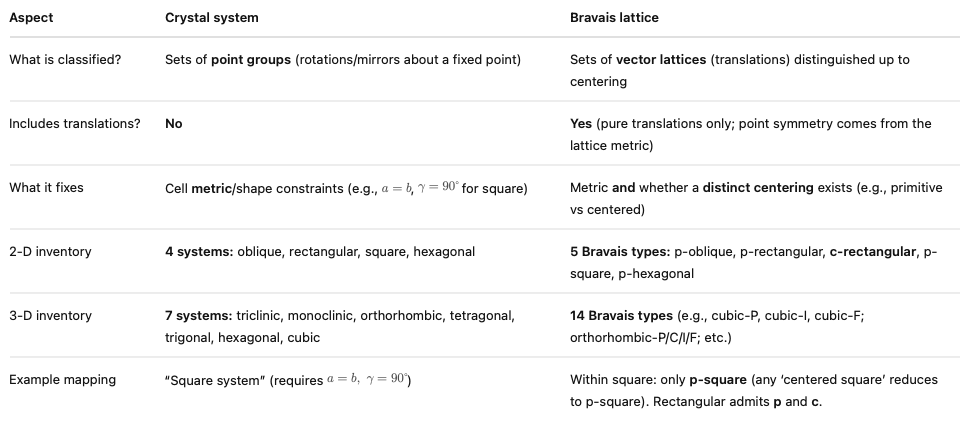 Aspect Crystal system Bravais lattice
What is classified? Sets of point groups (rotations/mirrors about a fixed point) Sets of vector lattices (translations) distinguished up to
centering
Includes translations? No Yes (pure translations only; point symmetry comes from the
lattice metric)
What it fixes Cell metric/shape constraints (e.g., a = b, γ = 90° for square) Metric and whether a distinct centering exists (e.g., primitive
vs centered)
2-D inventory 4 systems: oblique, rectangular, square, hexagonal 5 Bravais types: p-oblique, p-rectangular, c-rectangular, p-
square, p-hexagonal
3-D inventory 7 systems: triclinic, monoclinic, orthorhombic, tetragonal, 14 Bravais types (e.g., cubic-P, cubic-I, cubic-F;
trigonal, hexagonal, cubic orthorhombic-P/C/I/F; etc.)
Example mapping “Square system” (requires a = b, γ = 90°) Within square: only p-square (any ‘centered square’ reduces
to p-square). Rectangular admits p and c.